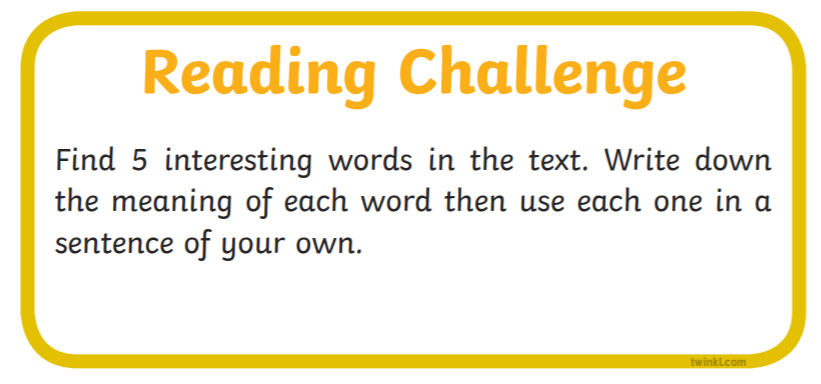 Reading Challenge
Find 5 interesting words in the text. Write down
the meaning of each word then use each one in a
sentence of your own.
twinkl.com